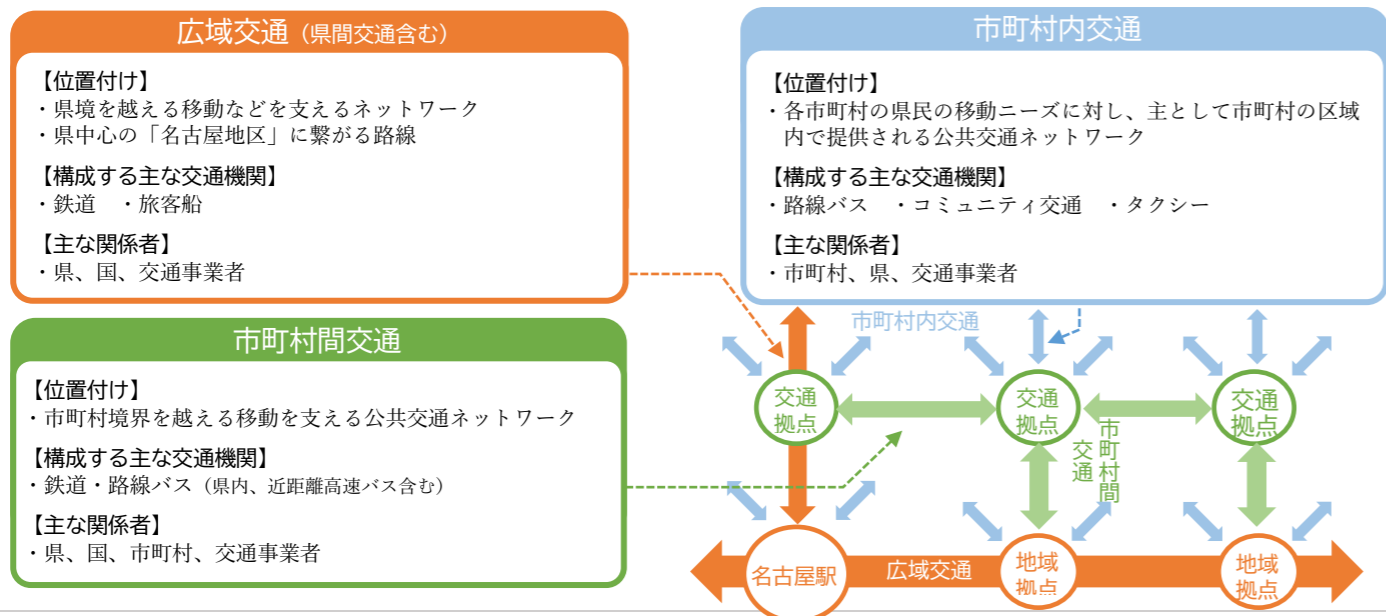 広域交通(県間交通含む)
【位置付け】
・県境を越える移動などを支えるネットワーク
・県中心の「名古屋地区」に繋がる路線
【構成する主な交通機関】
・鉄道 ・旅客船
【主な関係者】
・県、国、交通事業者
市町村間交通
【位置付け】
・市町村境界を越える移動を支える公共交通ネットワーク
【構成する主な交通機関】
・鉄道・路線バス(県内、近距離高速バス含む)
【主な関係者】
・県、国、市町村、交通事業者
市町村内交通
【位置付け】
・各市町村の県民の移動ニーズに対し、主として市町村の区域
内で提供される公共交通ネットワーク
【構成する主な交通機関】
・路線バス ・コミュニティ交通 ・タクシー
【主な関係者】
・市町村、県、交通事業者
市町村内交通
交通
拠点
交通
拠点
交通
拠点
市町村間
交通
名古屋駅
広域交通
地域
拠点
地域
拠点